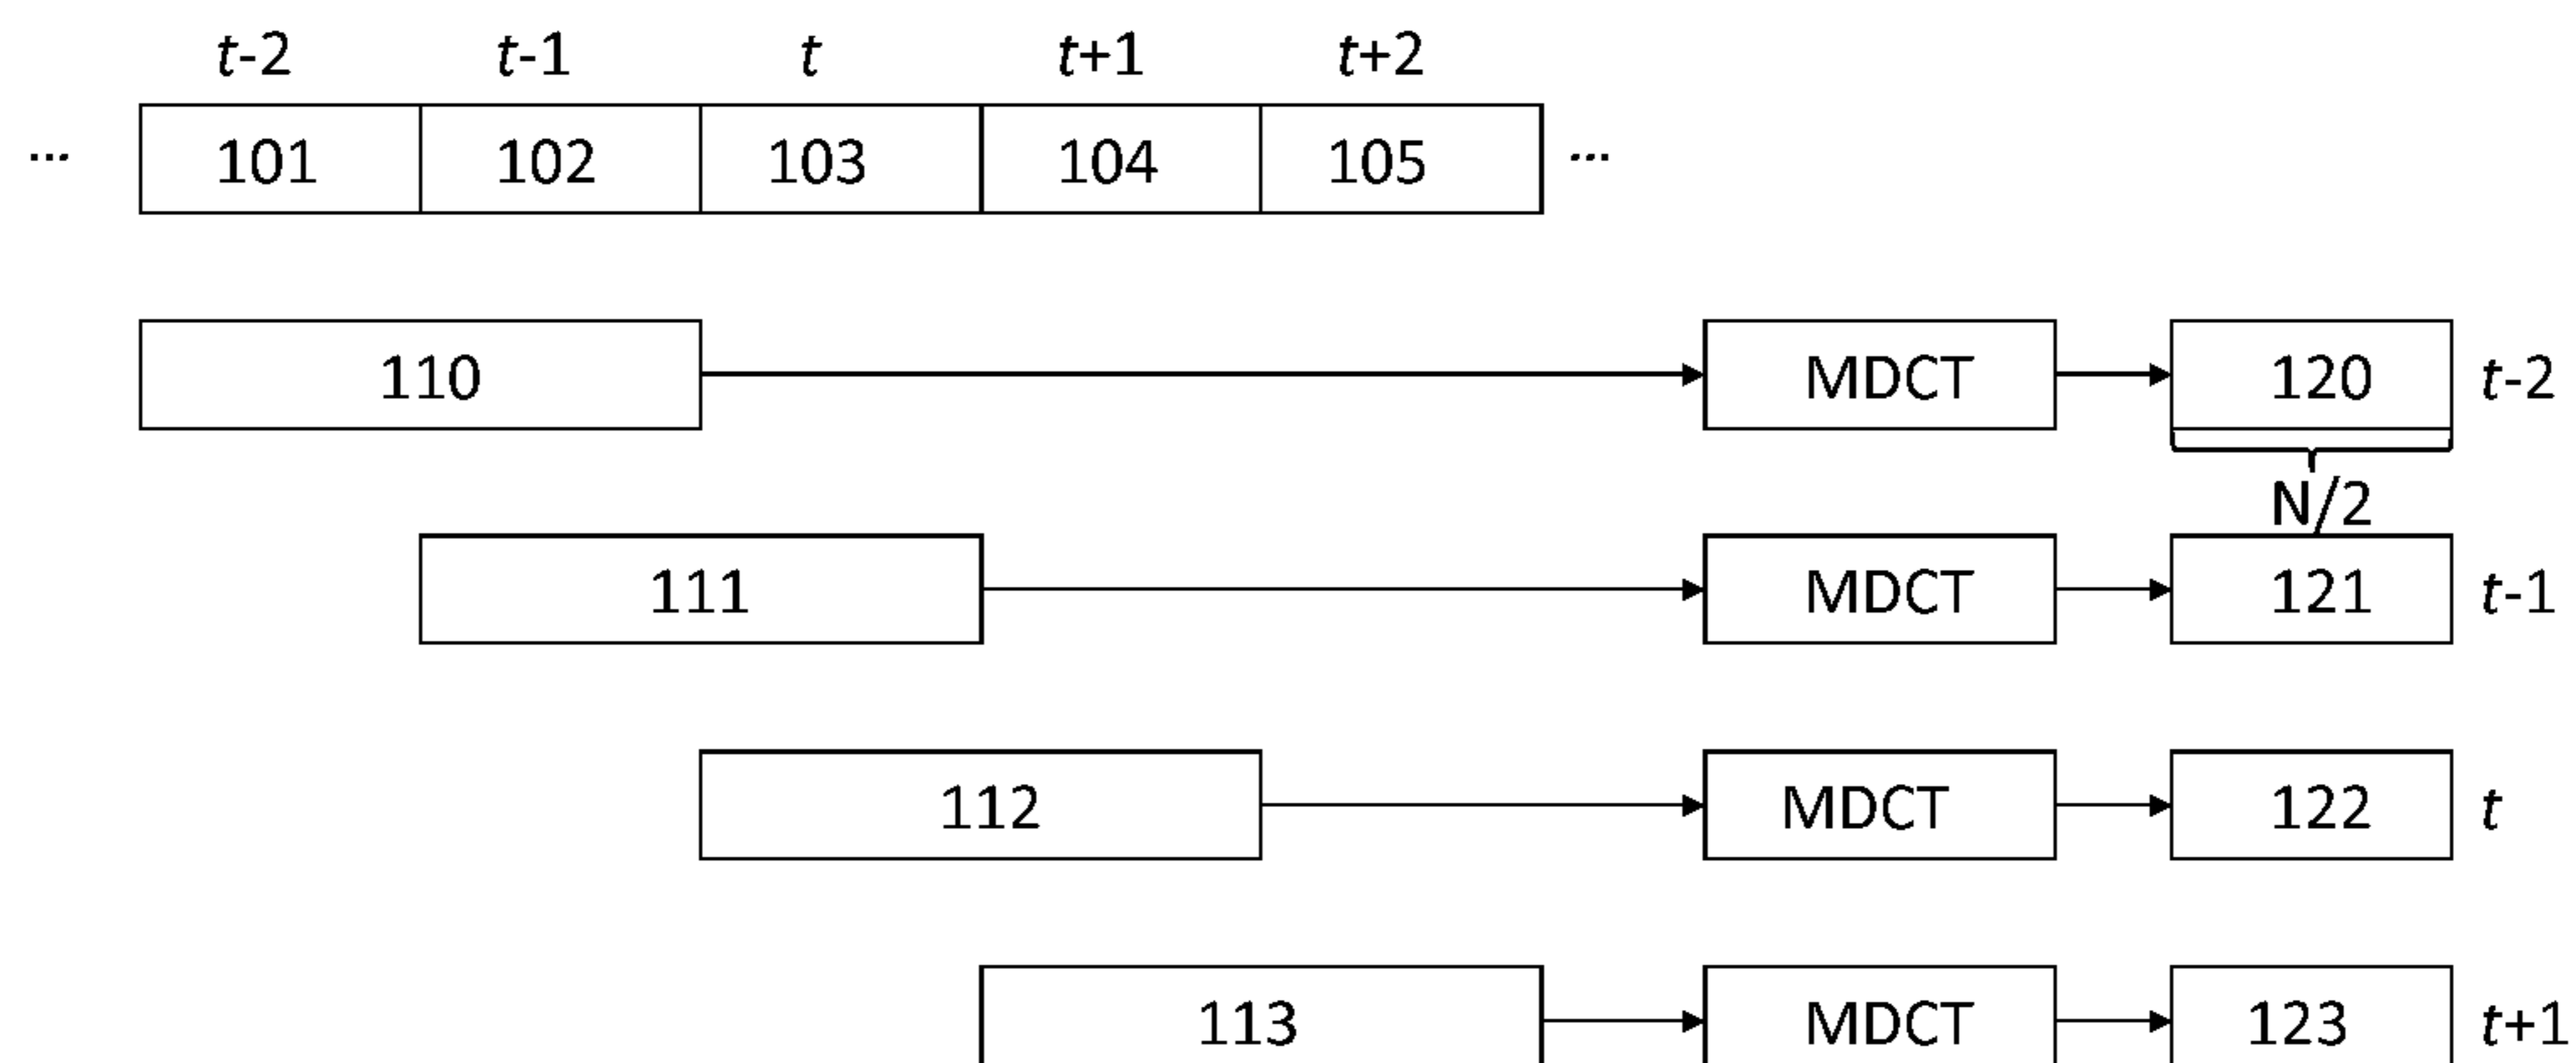 t-2 t-1 t t+1 t+2
... 101 102 103 104 105 ...
110 MDCT 120 t-2
N/2
111 MDCT 121 t-1
112 MDCT 122 t
113 MDCT 123 t+1